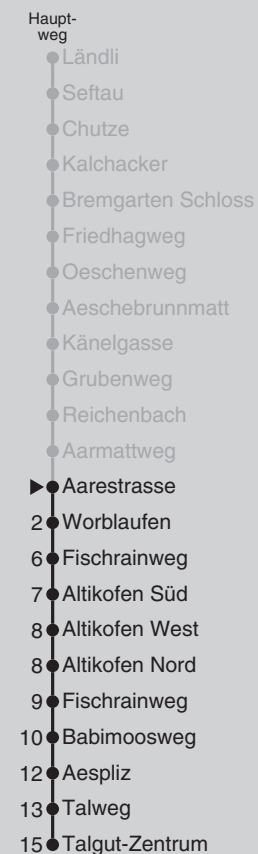 Haupt-
weg
Ländli
Seftau
Chutze
Kalchacker
Bremgarten Schloss
Friedhagweg
Oeschenweg
Aeschebrunnmatt
Känelgasse
Grubenweg
Reichenbach
Aarmattweg
Aarestrasse
2 Worblaufen
6 Fischrainweg
7 Altikofen Süd
8 Altikofen West
8 Altikofen Nord
9 Fischrainweg
10 Babimoosweg
12 Aespliz
13 Talweg
15 Talgut-Zentrum